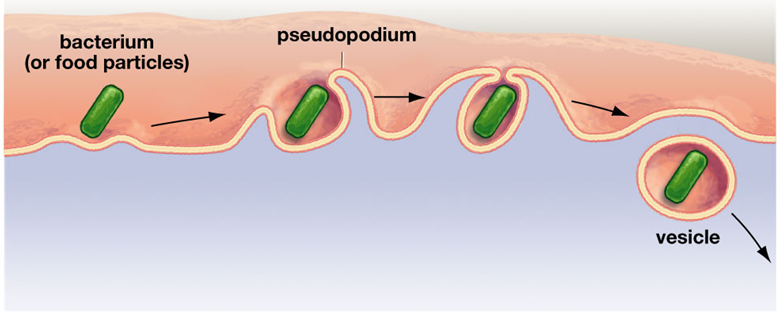 bacterium
(or food particles)
pseudopodium
vesicle